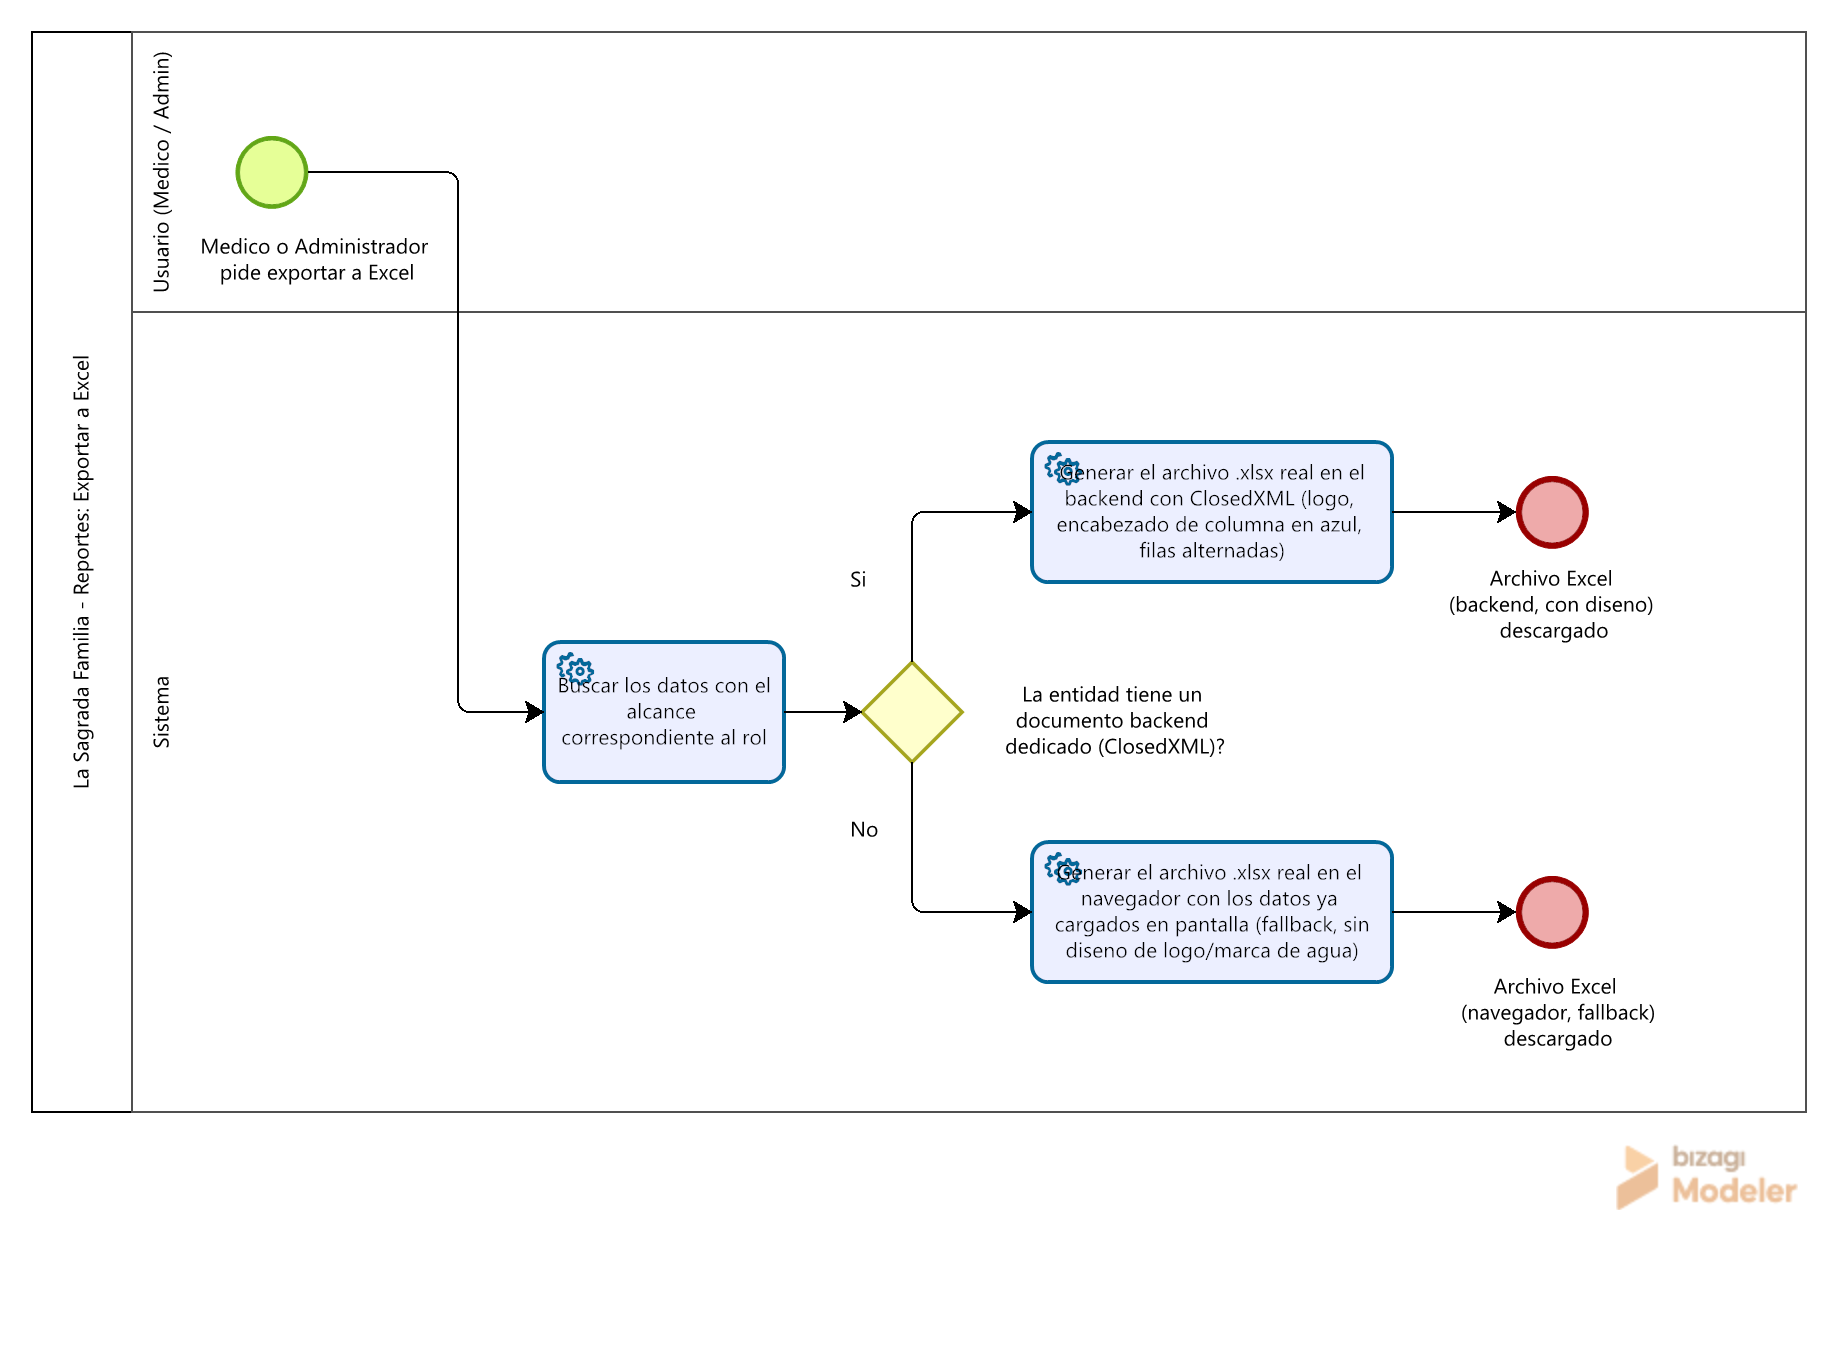 La Sagrada Familia - Reportes: Exportar a Excel
Usuario (Medico / Admin)
Medico o Administrador
pide exportar a Excel
Sistema
Buscar los datos con el
alcance
correspondiente al rol
Si
No
La entidad tiene un
documento backend
dedicado (ClosedXML)?
Generar el archivo .xlsx real en el
backend con ClosedXML (logo,
encabezado de columna en azul,
filas alternadas)
Archivo Excel
(backend, con diseno)
descargado
Generar el archivo .xlsx real en el
navegador con los datos ya
cargados en pantalla (fallback, sin
diseno de logo/marca de agua)
Archivo Excel
(navegador, fallback)
descargado
bizagi
Modeler